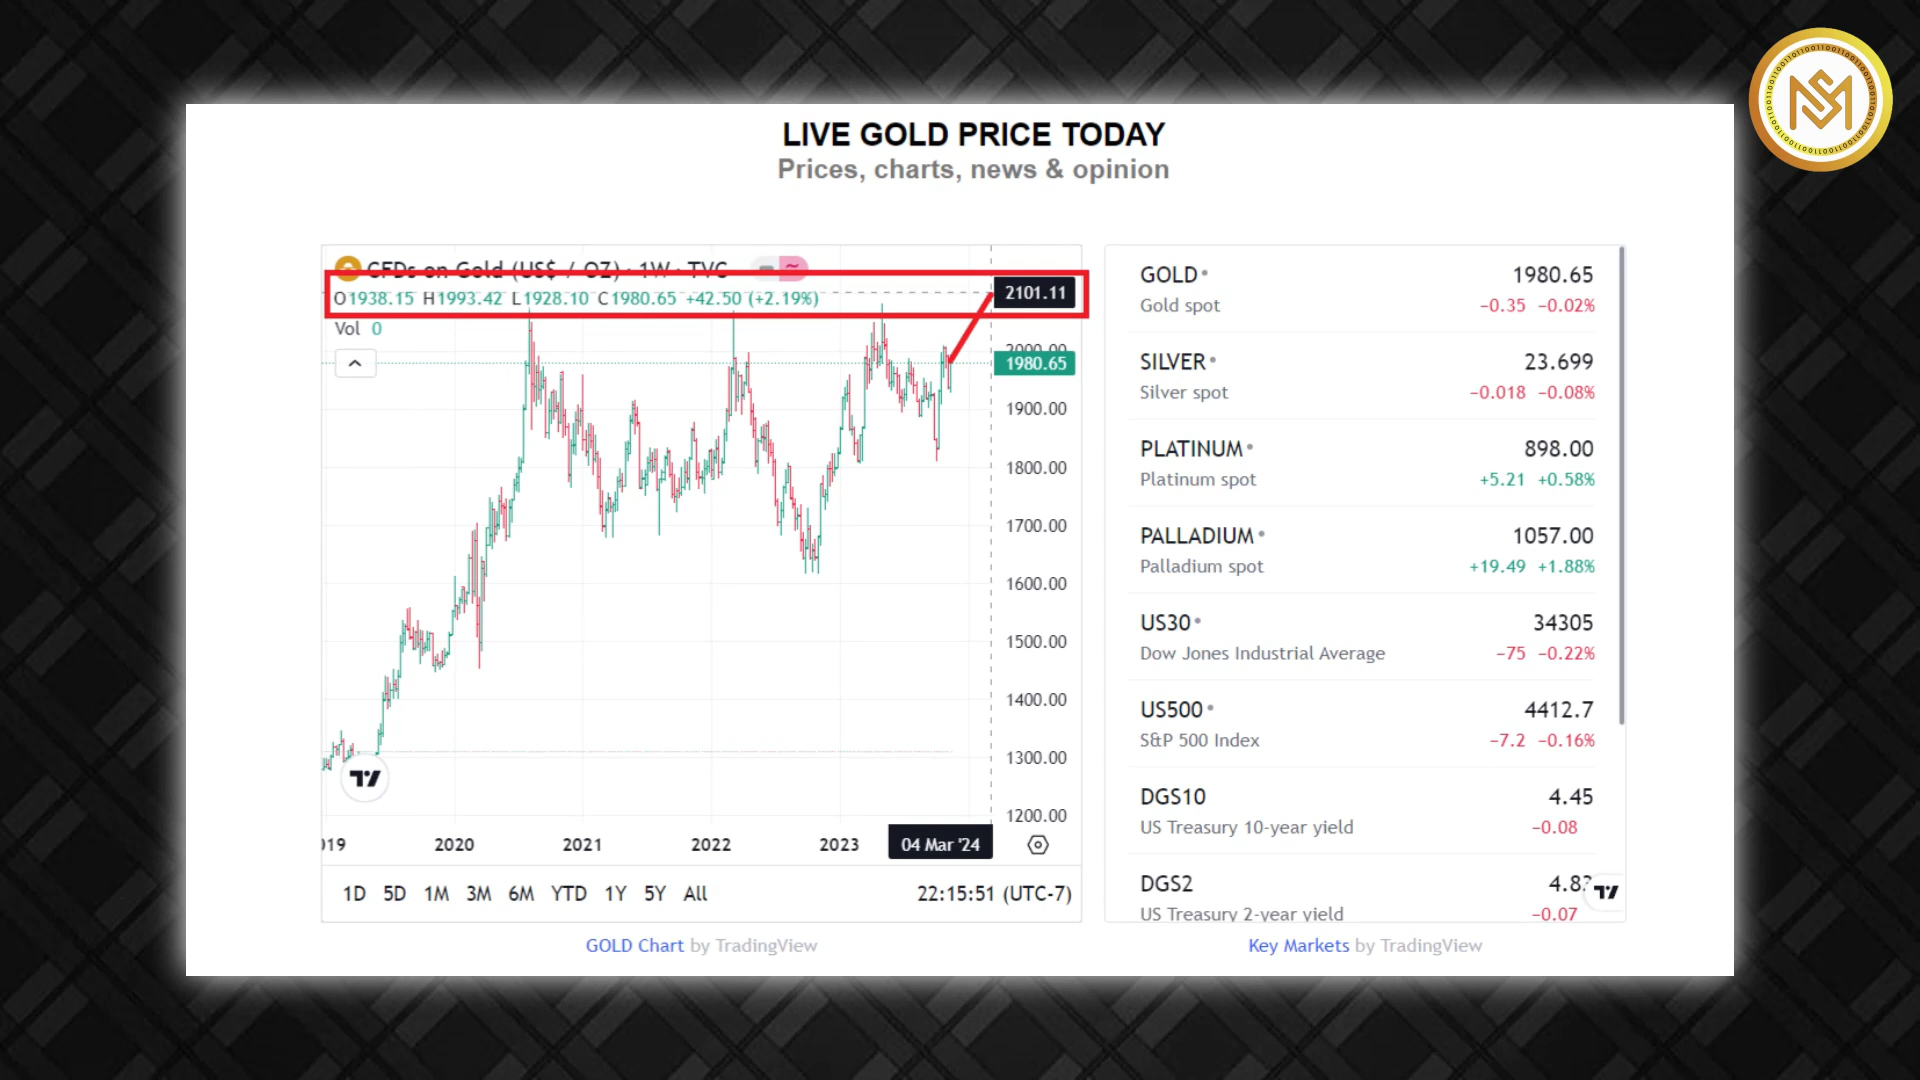 LIVE GOLD PRICE TODAY
Prices, charts, news & opinion
CFDs on Gold (US$ / OZ) · 1W · TVC
O1938.15 H1993.42 L1928.10 C1980.65 +42.50 (+2.19%)
Vol 0
2101.11
2000.00
1980.65
1900.00
1800.00
1700.00
1600.00
1500.00
1400.00
1300.00
1200.00
2020 2021 2022 2023 04 Mar '24
1D 5D 1M 3M 6M YTD 1Y 5Y All 22:15:51 (UTC-7)
GOLD Chart by TradingView
GOLD 1980.65
Gold spot −0.35 −0.02%
SILVER 23.699
Silver spot −0.018 −0.08%
PLATINUM 898.00
Platinum spot +5.21 +0.58%
PALLADIUM 1057.00
Palladium spot +19.49 +1.88%
US30 34305
Dow Jones Industrial Average −75 −0.22%
US500 4412.7
S&P 500 Index −7.2 −0.16%
DGS10 4.45
US Treasury 10-year yield −0.08
DGS2
US Treasury 2-year yield −0.07
Key Markets by TradingView